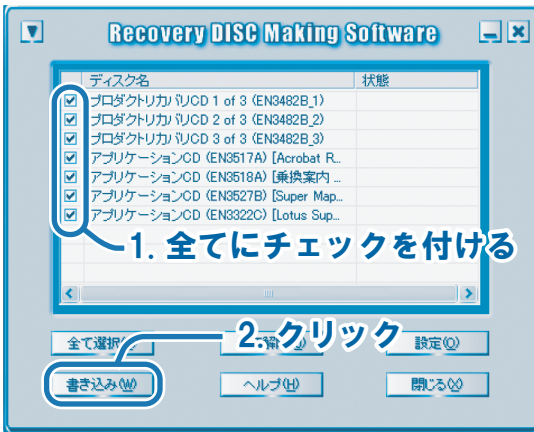 Recovery DISC Making Software
ディスク名 状態
プロダクトリカバリCD 1 of 3 (EN3482B_1)
プロダクトリカバリCD 2 of 3 (EN3482B_2)
プロダクトリカバリCD 3 of 3 (EN3482B_3)
アプリケーションCD (EN3517A) [Acrobat R...
アプリケーションCD (EN3518A) [乗換案内 ...
アプリケーションCD (EN3527B) [Super Map...
アプリケーションCD (EN3322C) [Lotus Sup...
1. 全てにチェックを付ける
2. クリック
全て選択 設定(O)
書き込み(W) ヘルプ(H) 閉じる(X)